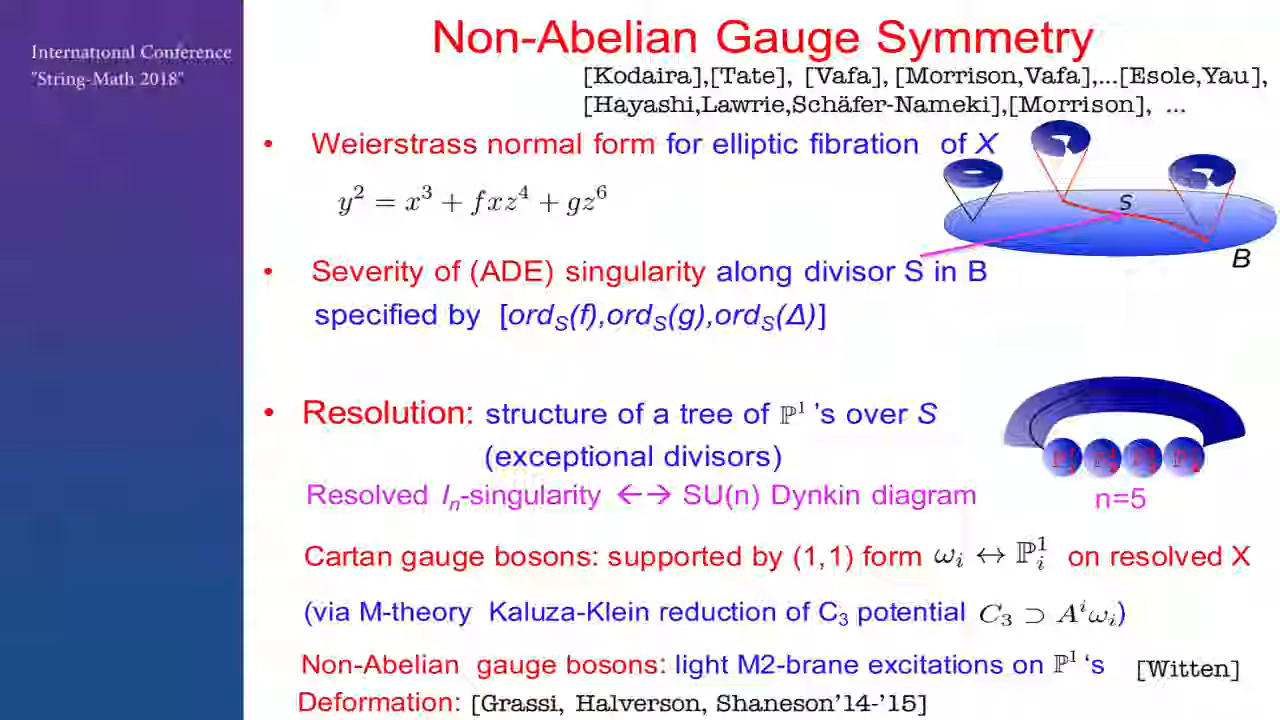 International Conference
"String-Math 2018"
Non-Abelian Gauge Symmetry
[Kodaira],[Tate], [Vafa], [Morrison,Vafa],...[Esole,Yau],
[Hayashi,Lawrie,Schäfer-Nameki],[Morrison], ...
• Weierstrass normal form for elliptic fibration of X
y² = x³ + fxz⁴ + gz⁶
S
B
• Severity of (ADE) singularity along divisor S in B
specified by [ord_S(f),ord_S(g),ord_S(Δ)]
• Resolution: structure of a tree of ℙ¹ 's over S
(exceptional divisors)
Resolved I_n-singularity ←→ SU(n) Dynkin diagram
n=5
Cartan gauge bosons: supported by (1,1) form ω_i ↔ ℙ¹_i on resolved X
(via M-theory Kaluza-Klein reduction of C₃ potential C₃ ⊃ Aⁱω_i)
Non-Abelian gauge bosons: light M2-brane excitations on ℙ¹ 's [Witten]
Deformation: [Grassi, Halverson, Shaneson'14-'15]